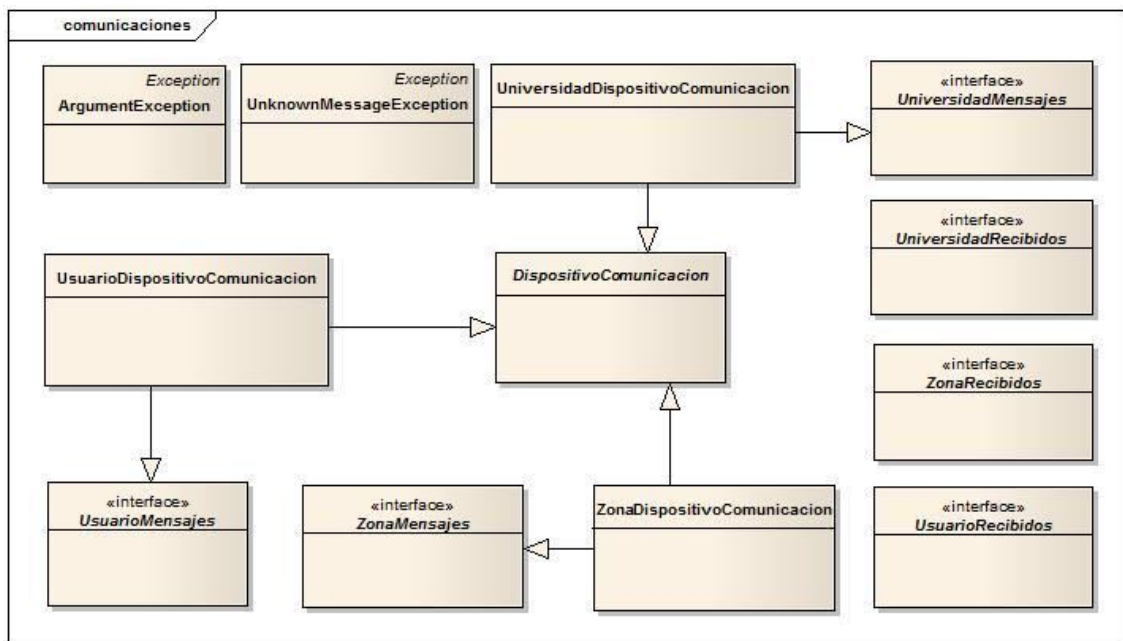 comunicaciones
Exception
ArgumentException
Exception
UnknownMessageException
UniversidadDispositivoComunicacion
«interface»
UniversidadMensajes
«interface»
UniversidadRecibidos
UsuarioDispositivoComunicacion
DispositivoComunicacion
«interface»
ZonaRecibidos
«interface»
UsuarioMensajes
«interface»
ZonaMensajes
ZonaDispositivoComunicacion
«interface»
UsuarioRecibidos